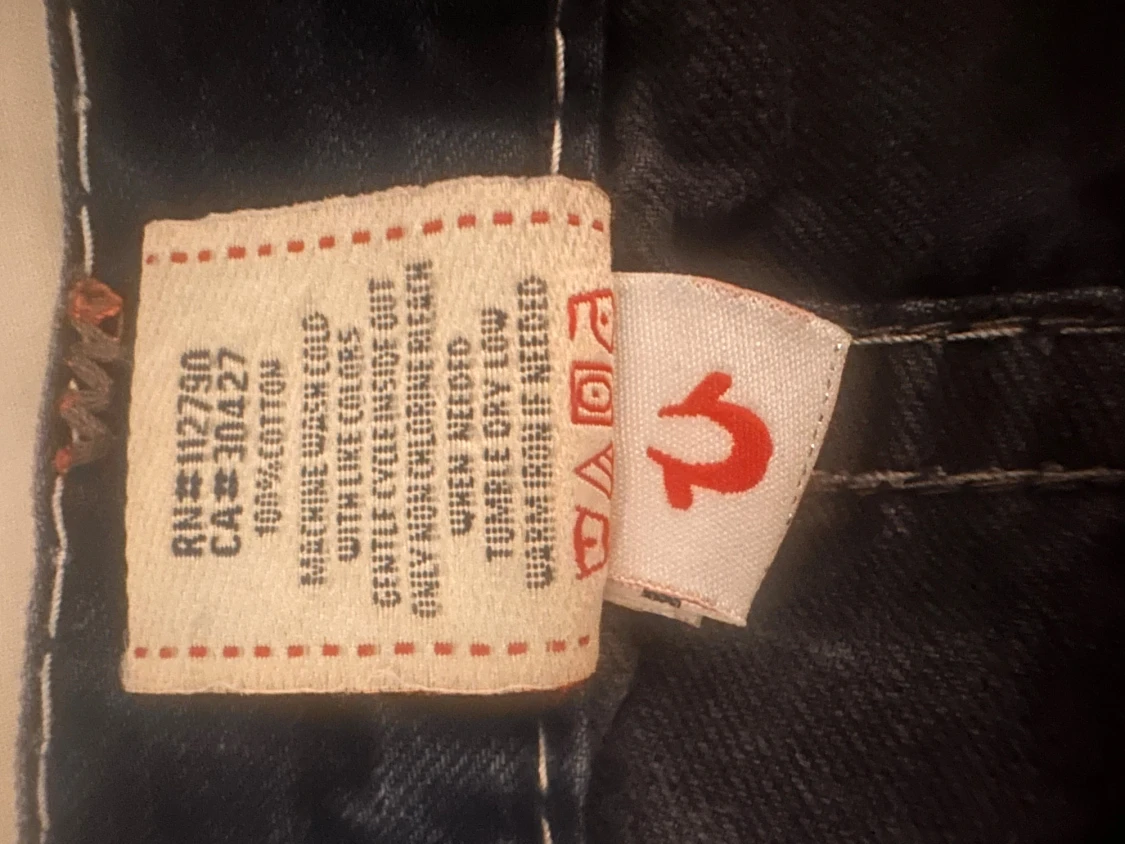 RN#112790
CA#30427
100%COTTON
MACHINE WASH COLD
WITH LIKE COLORS
GENTLE CYCLE INSIDE OUT
ONLY NON CHLORINE BLEACH
WHEN NEEDED
TUMBLE DRY LOW
WARM IRON IF NEEDED